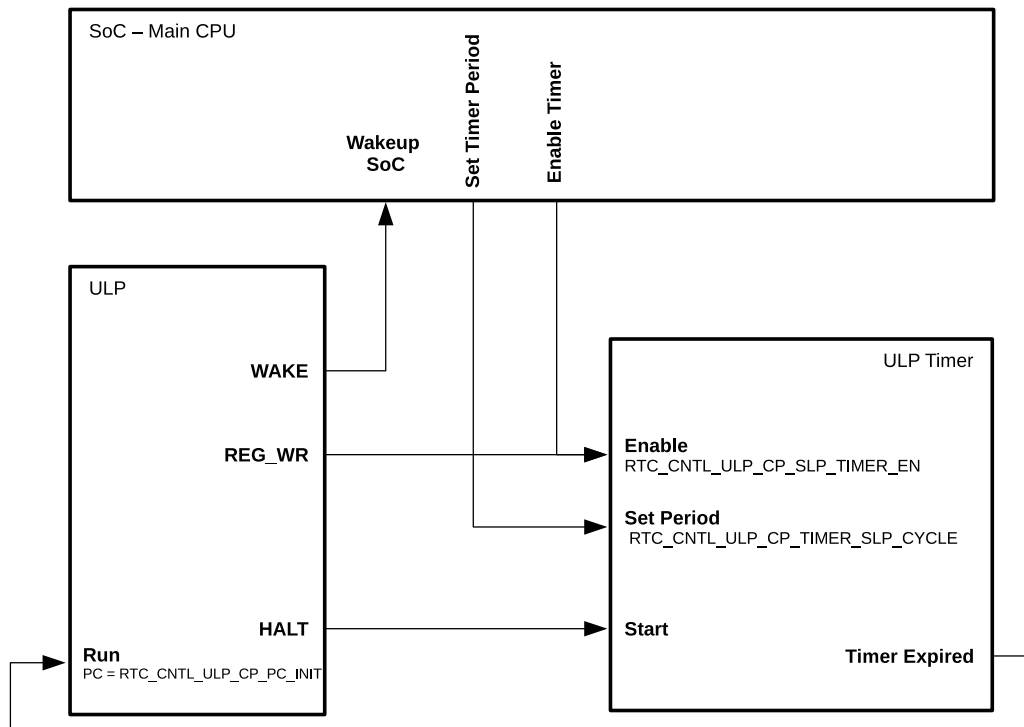 SoC – Main CPU
Wakeup
SoC
Set Timer Period
Enable Timer
ULP
WAKE
REG_WR
HALT
Run
PC = RTC_CNTL_ULP_CP_PC_INIT
ULP Timer
Enable
RTC_CNTL_ULP_CP_SLP_TIMER_EN
Set Period
RTC_CNTL_ULP_CP_TIMER_SLP_CYCLE
Start
Timer Expired